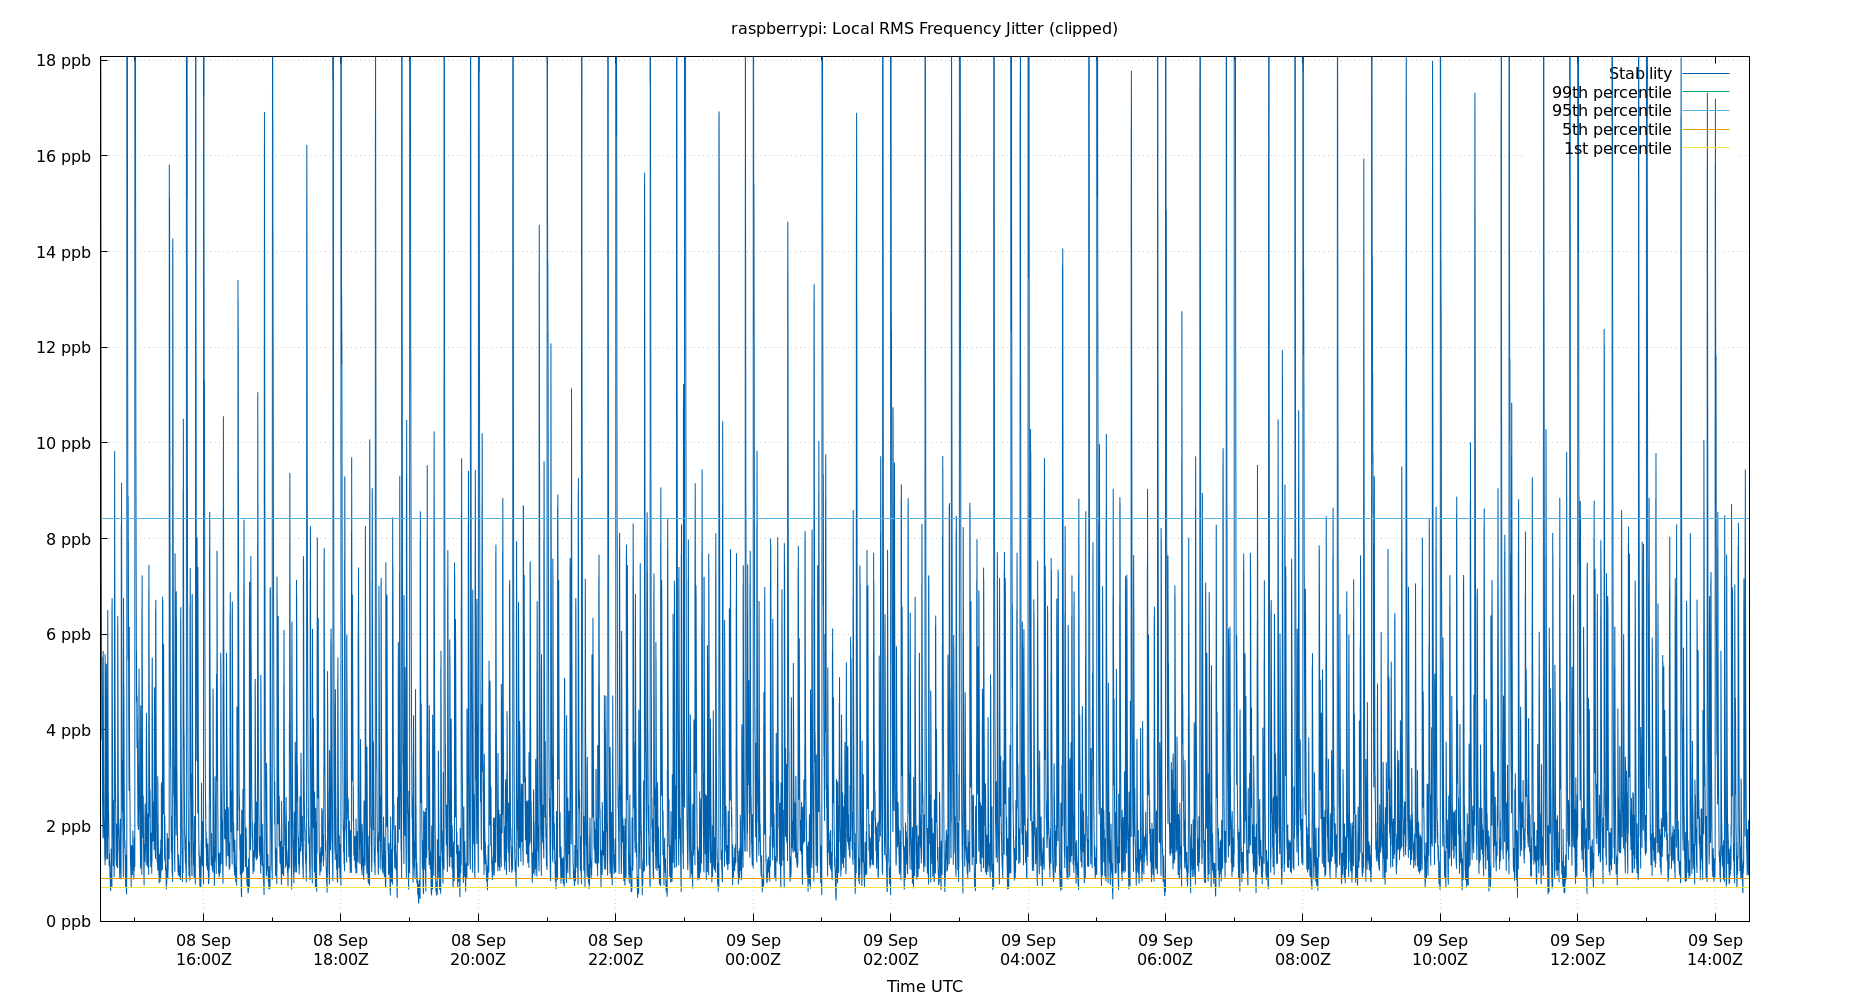 raspberrypi: Local RMS Frequency Jitter (clipped)
18 ppb
16 ppb
14 ppb
12 ppb
10 ppb
8 ppb
6 ppb
4 ppb
2 ppb
0 ppb
Stability
99th percentile
95th percentile
5th percentile
1st percentile
08 Sep 08 Sep 08 Sep 08 Sep 09 Sep 09 Sep 09 Sep 09 Sep 09 Sep 09 Sep 09 Sep 09 Sep
16:00Z 18:00Z 20:00Z 22:00Z 00:00Z 02:00Z 04:00Z 06:00Z 08:00Z 10:00Z 12:00Z 14:00Z
Time UTC